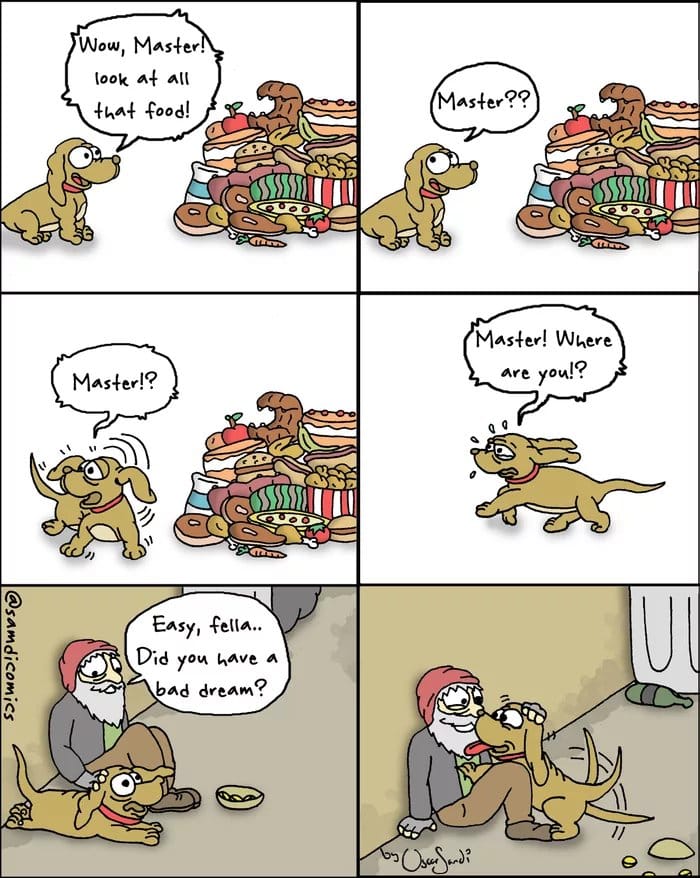 Wow, Master!
look at all
that food!
Master??
Master!?
Master! Where
are you!?
@samdicomics
Easy, fella..
Did you have a
bad dream?
by Oscar Sandi